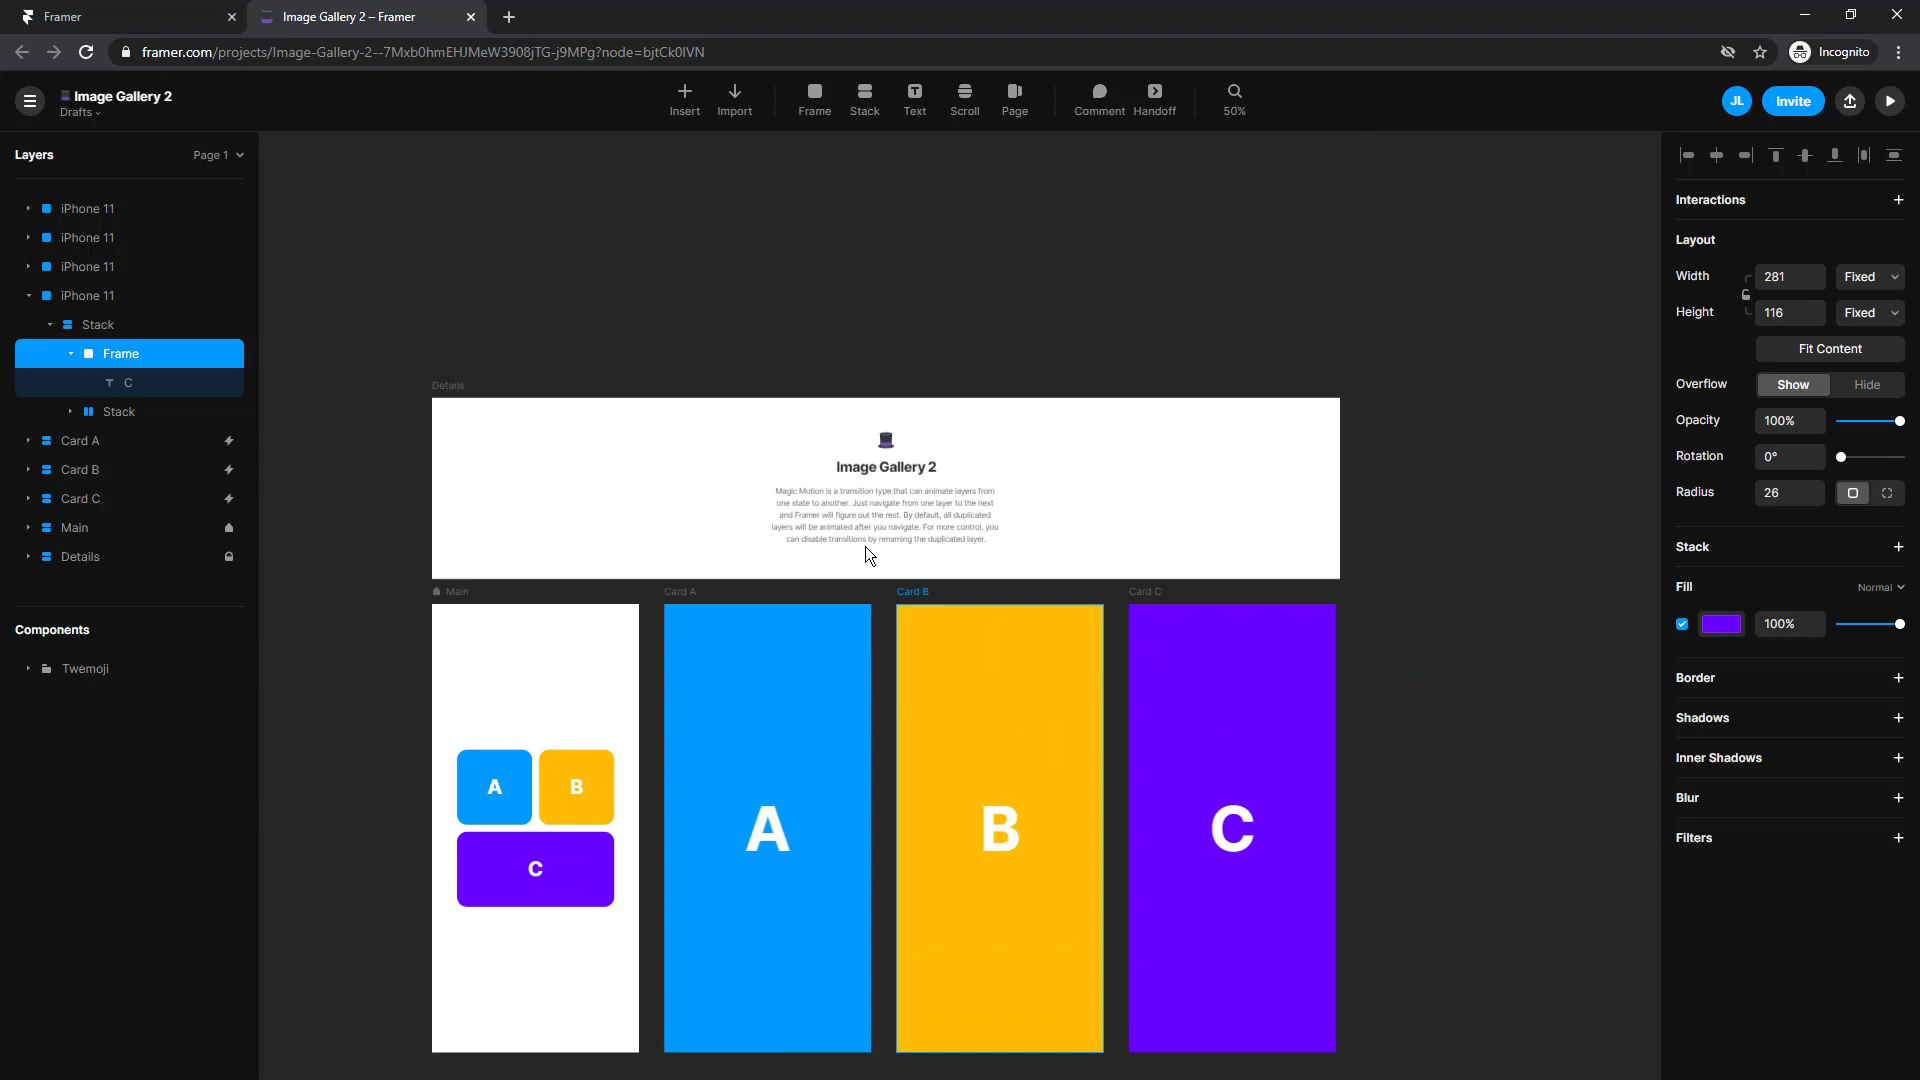 Framer
Image Gallery 2 – Framer
framer.com/projects/Image-Gallery-2--7Mxb0hmEHJMeW3908jTG-j9MPg?node=bjtCk0IVN
Incognito
Image Gallery 2
Drafts
Insert
Import
Frame
Stack
Text
Scroll
Page
Comment
Handoff
50%
JL
Invite
Layers
Page 1
iPhone 11
iPhone 11
iPhone 11
iPhone 11
Stack
Frame
C
Stack
Card A
Card B
Card C
Main
Details
Components
Twemoji
Details
Image Gallery 2
Magic Motion is a transition type that can animate layers from
one state to another. Just navigate from one layer to the next
and Framer will figure out the rest. By default, all duplicated
layers will be animated after you navigate. For more control, you
can disable transitions by renaming the duplicated layer.
Main
Card A
Card B
Card C
A
B
C
A
B
C
Interactions
Layout
Width
281
Fixed
Height
116
Fixed
Fit Content
Overflow
Show
Hide
Opacity
100%
Rotation
0°
Radius
26
Stack
Fill
Normal
100%
Border
Shadows
Inner Shadows
Blur
Filters